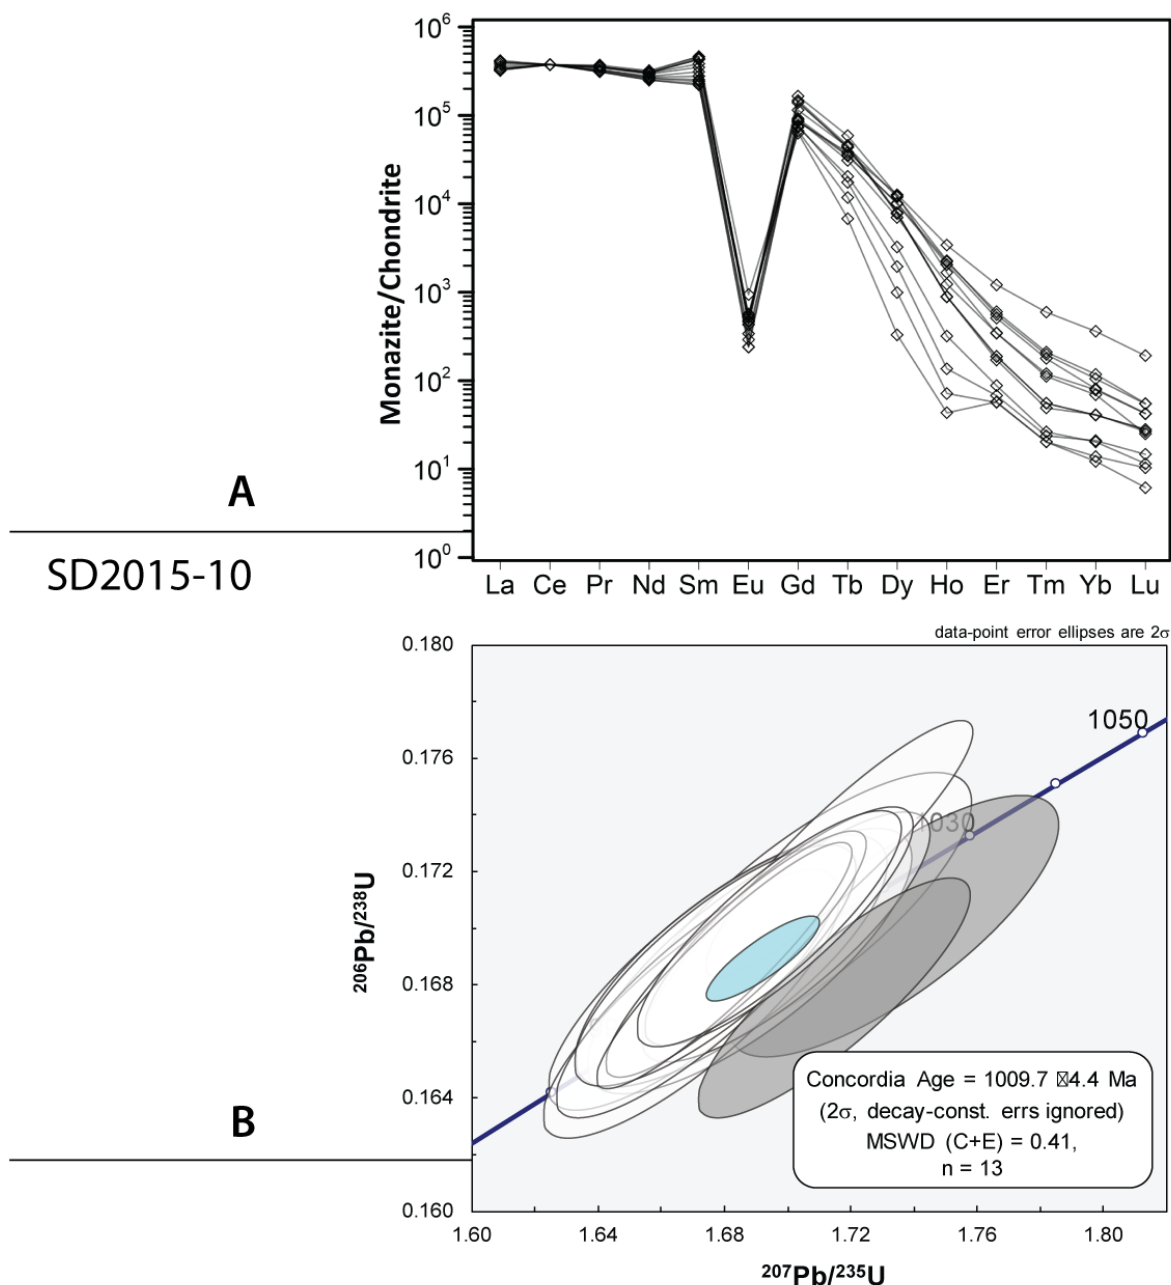 10⁶
10⁵
10⁴
10³
10²
10¹
10⁰
Monazite/Chondrite
A
SD2015-10
La Ce Pr Nd Sm Eu Gd Tb Dy Ho Er Tm Yb Lu
data-point error ellipses are 2σ
0.180
0.176
0.172
0.168
0.164
0.160
²⁰⁶Pb/²³⁸U
1050
1030
B
Concordia Age = 1009.7 ☒4.4 Ma
(2σ, decay-const. errs ignored)
MSWD (C+E) = 0.41,
n = 13
1.60 1.64 1.68 1.72 1.76 1.80
²⁰⁷Pb/²³⁵U